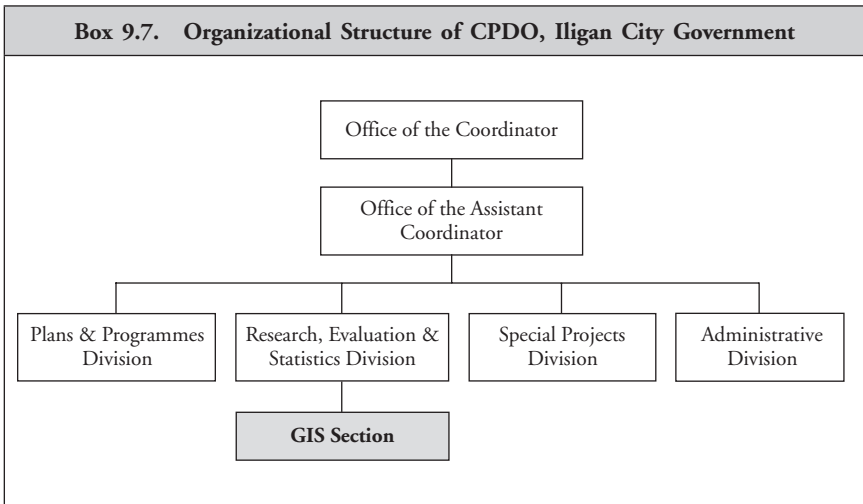 Box 9.7. Organizational Structure of CPDO, Iligan City Government
Office of the Coordinator
Office of the Assistant
Coordinator
Plans & Programmes
Division
Research, Evaluation &
Statistics Division
Special Projects
Division
Administrative
Division
GIS Section